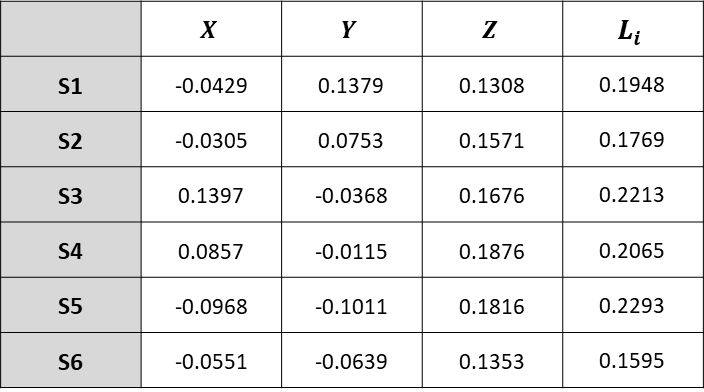 X Y Z Lᵢ
S1 -0.0429 0.1379 0.1308 0.1948
S2 -0.0305 0.0753 0.1571 0.1769
S3 0.1397 -0.0368 0.1676 0.2213
S4 0.0857 -0.0115 0.1876 0.2065
S5 -0.0968 -0.1011 0.1816 0.2293
S6 -0.0551 -0.0639 0.1353 0.1595